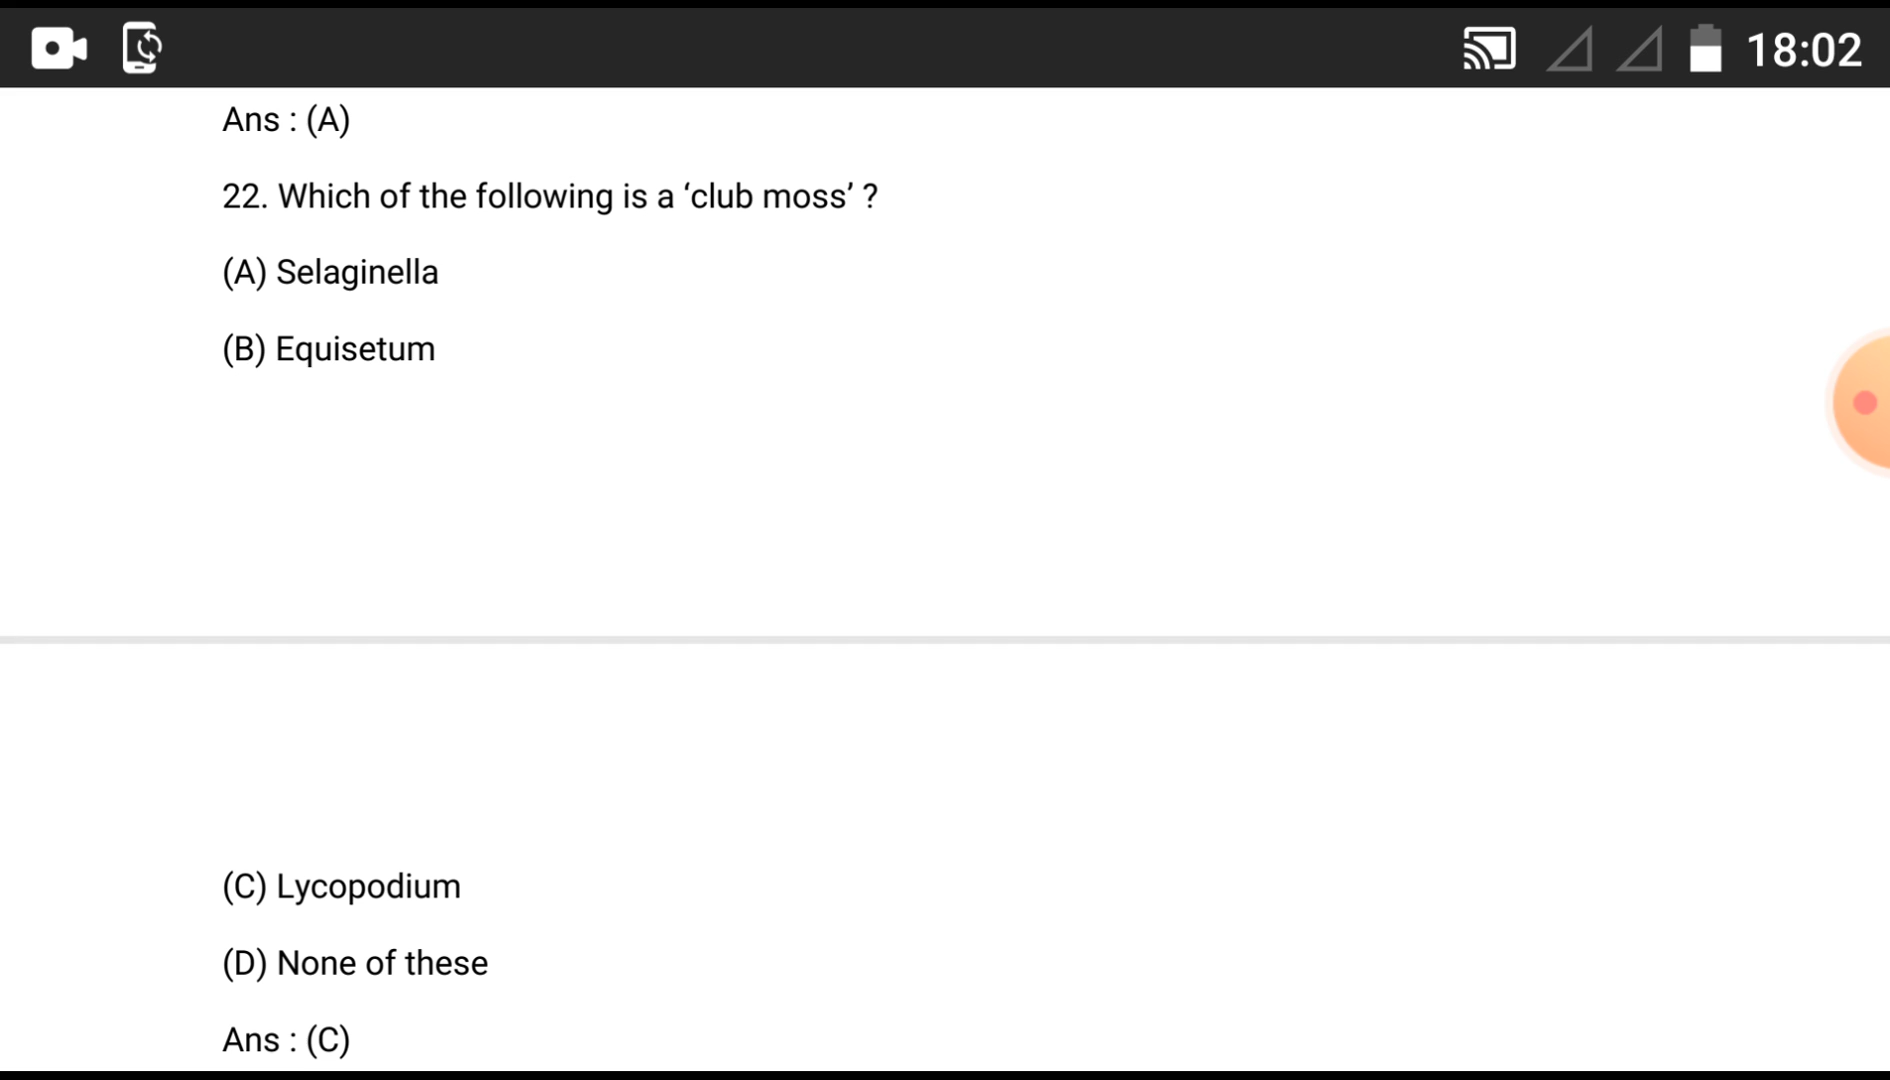 18:02
Ans : (A)
22. Which of the following is a ‘club moss’ ?
(A) Selaginella
(B) Equisetum
(C) Lycopodium
(D) None of these
Ans : (C)